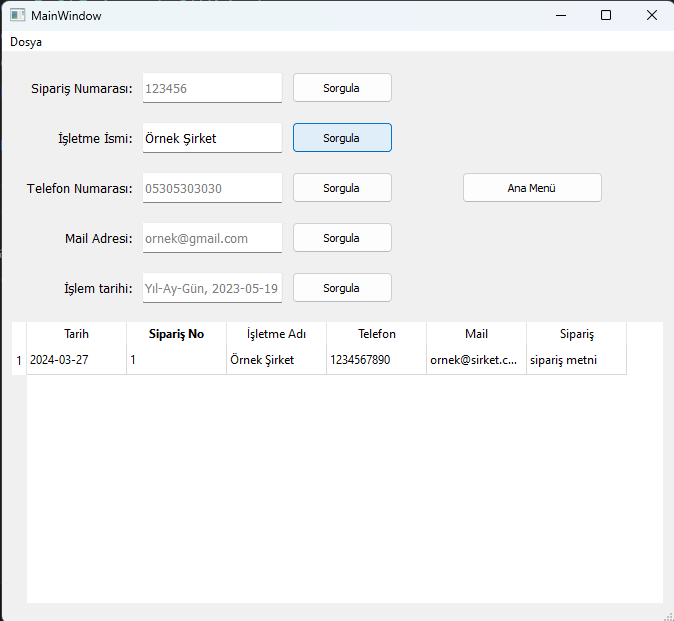 MainWindow
Dosya
Sipariş Numarası: 123456 Sorgula
İşletme İsmi: Örnek Şirket Sorgula
Telefon Numarası: 05305303030 Sorgula Ana Menü
Mail Adresi: ornek@gmail.com Sorgula
İşlem tarihi: Yıl-Ay-Gün, 2023-05-19 Sorgula
Tarih Sipariş No İşletme Adı Telefon Mail Sipariş
1 2024-03-27 1 Örnek Şirket 1234567890 ornek@sirket.c... sipariş metni